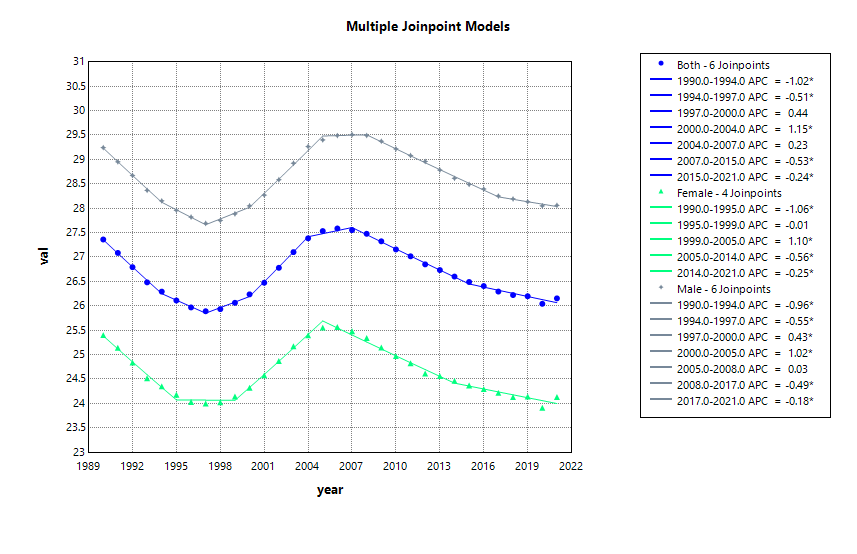 Multiple Joinpoint Models
31
30.5
30
29.5
29
28.5
28
27.5
27
26.5
26
25.5
25
24.5
24
23.5
23
val
1989 1992 1995 1998 2001 2004 2007 2010 2013 2016 2019 2022
year
Both - 6 Joinpoints
1990.0-1994.0 APC = -1.02*
1994.0-1997.0 APC = -0.51*
1997.0-2000.0 APC = 0.44
2000.0-2004.0 APC = 1.15*
2004.0-2007.0 APC = 0.23
2007.0-2015.0 APC = -0.53*
2015.0-2021.0 APC = -0.24*
Female - 4 Joinpoints
1990.0-1995.0 APC = -1.06*
1995.0-1999.0 APC = -0.01
1999.0-2005.0 APC = 1.10*
2005.0-2014.0 APC = -0.56*
2014.0-2021.0 APC = -0.25*
Male - 6 Joinpoints
1990.0-1994.0 APC = -0.96*
1994.0-1997.0 APC = -0.55*
1997.0-2000.0 APC = 0.43*
2000.0-2005.0 APC = 1.02*
2005.0-2008.0 APC = 0.03
2008.0-2017.0 APC = -0.49*
2017.0-2021.0 APC = -0.18*